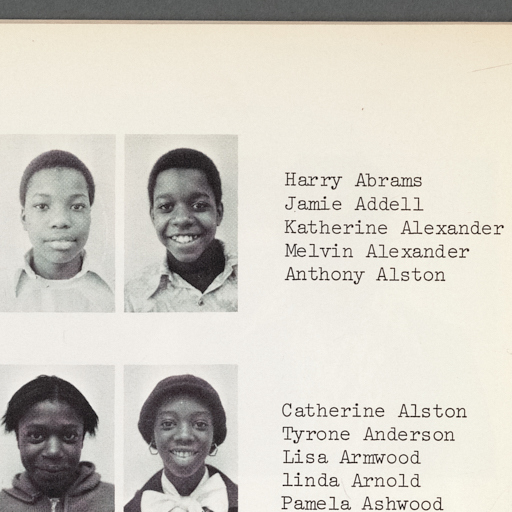 Harry Abrams
Jamie Addell
Katherine Alexander
Melvin Alexander
Anthony Alston
Catherine Alston
Tyrone Anderson
Lisa Armwood
linda Arnold
Pamela Ashwood